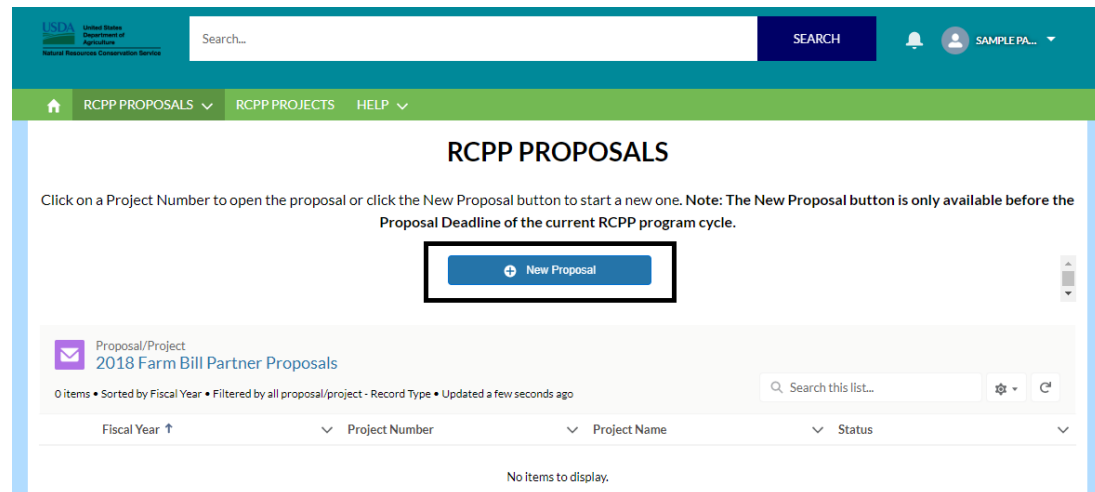 USDA United States
Department of
Agriculture
Natural Resources Conservation Service
Search...
SEARCH
SAMPLE PA...
RCPP PROPOSALS
RCPP PROJECTS
HELP
RCPP PROPOSALS
Click on a Project Number to open the proposal or click the New Proposal button to start a new one. Note: The New Proposal button is only available before the
Proposal Deadline of the current RCPP program cycle.
New Proposal
Proposal/Project
2018 Farm Bill Partner Proposals
0 items • Sorted by Fiscal Year • Filtered by all proposal/project - Record Type • Updated a few seconds ago
Search this list...
Fiscal Year ↑
Project Number
Project Name
Status
No items to display.